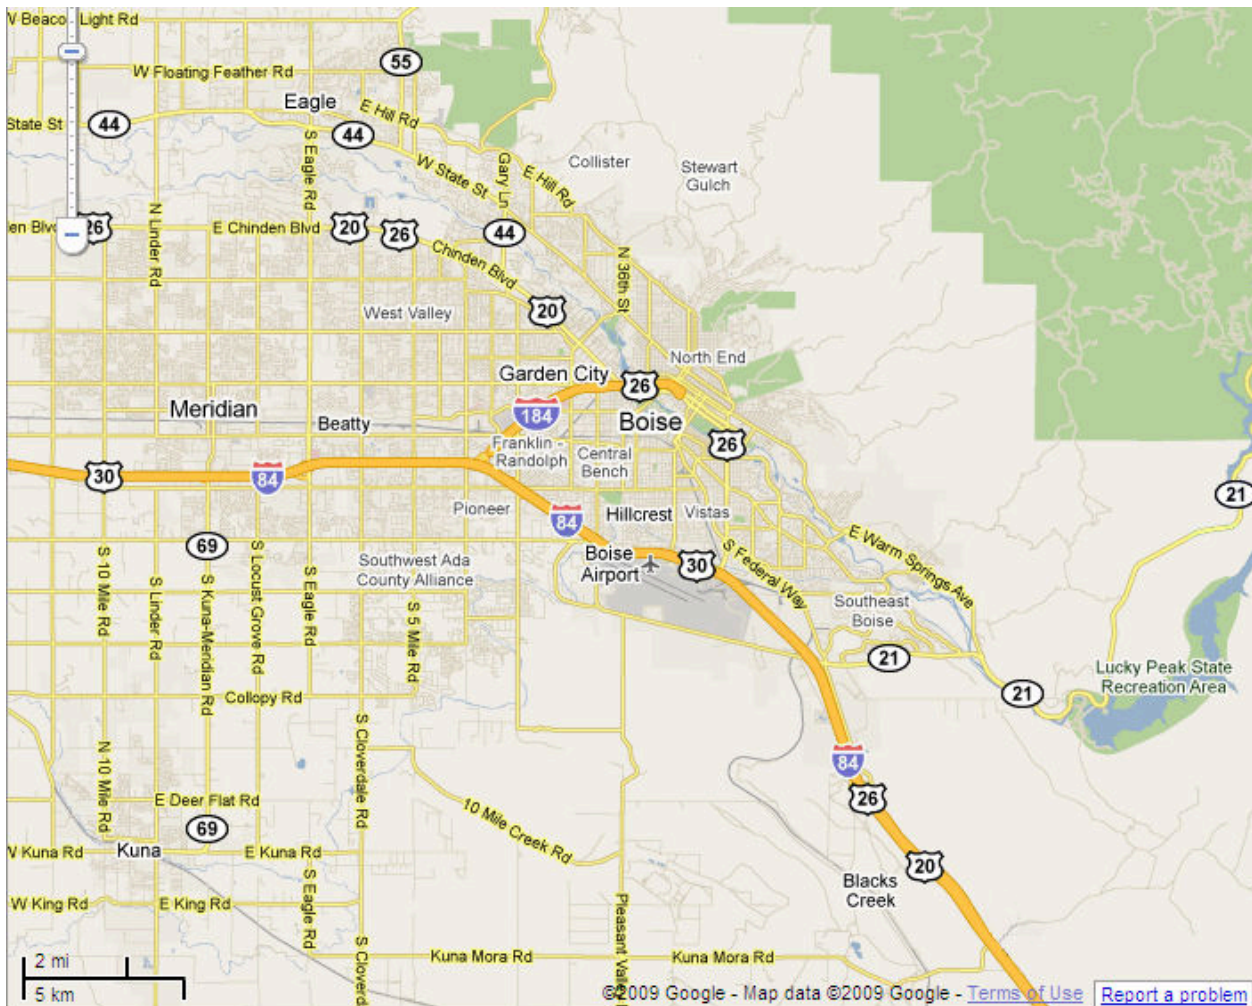 W Beaco
Light Rd
55
W Floating Feather Rd
Eagle
E Hill Rd
State St
44
44
W State St
Gary Ln
E Hill Rd
Collister
Stewart
Gulch
S Eagle Rd
N Linder Rd
en Blv
26
E Chinden Blvd
20
26
44
Chinden Blvd
N 36th St
West Valley
20
North End
Garden City
26
Meridian
184
Boise
Beatty
Franklin -
Randolph
Central
Bench
26
30
84
21
Pioneer
84
Hillcrest
Vistas
69
Southwest Ada
County Alliance
Boise
Airport
30
S Federal Way
E Warm Springs Ave
S 10 Mile Rd
S Linder Rd
S Kuna-Meridian Rd
S Locust Grove Rd
S Eagle Rd
S 5 Mile Rd
Southeast
Boise
21
Lucky Peak State
Recreation Area
21
Collopy Rd
N 10 Mile Rd
S Cloverdale Rd
84
E Deer Flat Rd
26
69
10 Mile Creek Rd
W Kuna Rd
Kuna
E Kuna Rd
20
Blacks
Creek
W King Rd
E King Rd
S Eagle Rd
S Cloverd
Pleasant Valley
Kuna Mora Rd
Kuna Mora Rd
2 mi
5 km
©2009 Google - Map data ©2009 Google - Terms of Use
Report a problem